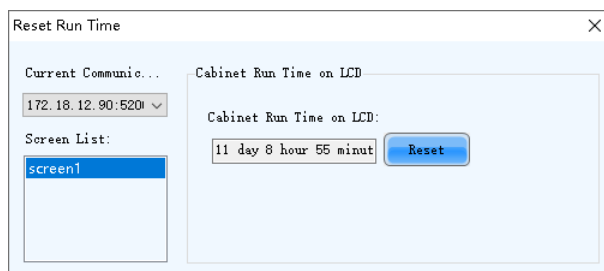 Reset Run Time
Current Communic...
172.18.12.90:520
Screen List:
screen1
Cabinet Run Time on LCD
Cabinet Run Time on LCD:
11 day 8 hour 55 minut
Reset